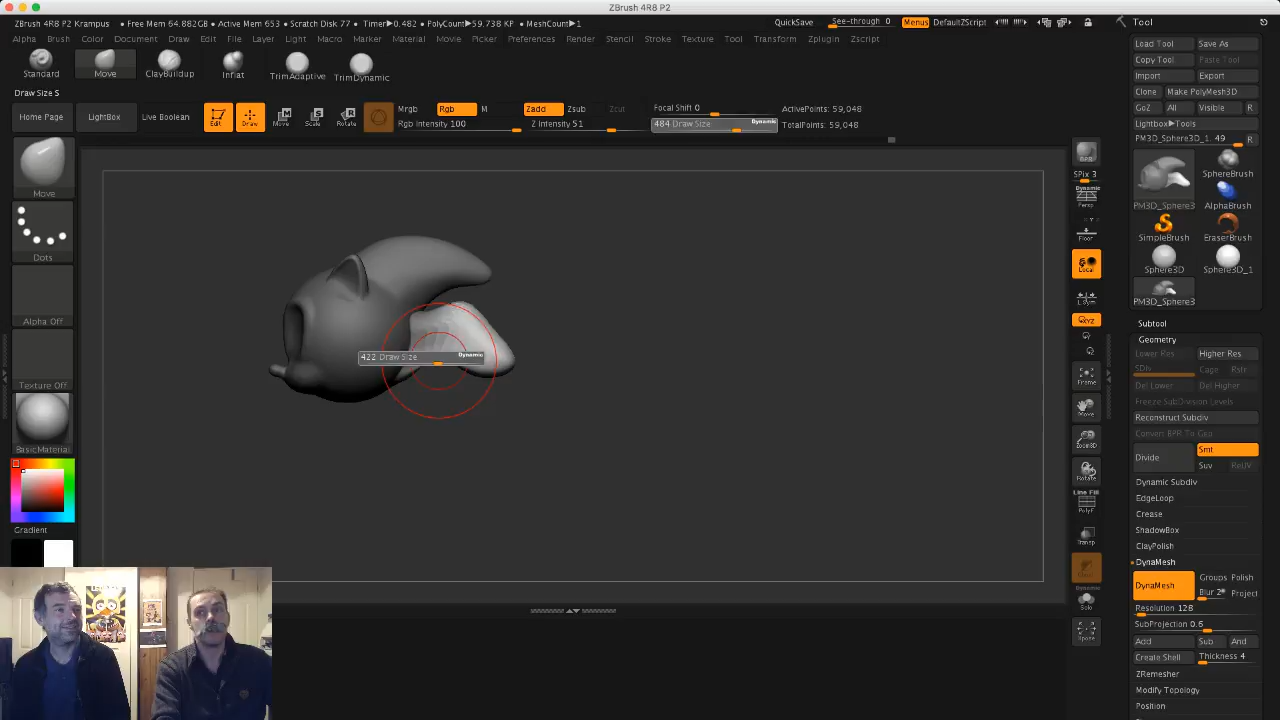 ZBrush 4R8 P2
ZBrush 4R8 P2 Krampus • Free Mem 64.882GB • Active Mem 653 • Scratch Disk 77 • Timer▶0.482 • PolyCount▶59,738 KP • MeshCount▶1
QuickSave See-through 0 Menus DefaultZScript
Tool
Alpha Brush Color Document Draw Edit File Layer Light Macro Marker Material Movie Picker Preferences Render Stencil Stroke Texture Tool Transform Zplugin Zscript
Load Tool Save As
Copy Tool Paste Tool
Import Export
Clone Make PolyMesh3D
GoZ All Visible R
Lightbox▶Tools
PM3D_Sphere3D_1. 49 R
Standard Move ClayBuildup Inflat TrimAdaptive TrimDynamic
Draw Size S
Home Page LightBox Live Boolean
Edit Draw Move Scale Rotate
Mrgb Rgb M
Rgb Intensity 100
Zadd Zsub Zcut
Z Intensity 51
Focal Shift 0
484 Draw Size Dynamic
ActivePoints: 59,048
TotalPoints: 59,048
Move
Dots
Alpha Off
Texture Off
BasicMaterial
Gradient
422 Draw Size Dynamic
BPR
SPix 3
Dynamic
Persp
Floor
Local
L.Sym
xyz
Frame
Move
Zoom3D
Rotate
Line Fill
PolyF
Transp
Dynamic
Solo
Xpose
PM3D_Sphere3 SphereBrush
AlphaBrush
SimpleBrush EraserBrush
Sphere3D Sphere3D_1
PM3D_Sphere3
Subtool
Geometry
Lower Res Higher Res
SDiv Cage Rstr
Del Lower Del Higher
Freeze SubDivision Levels
Reconstruct Subdiv
Convert BPR To Geo
Divide Smt
Suv ReUV
Dynamic Subdiv
EdgeLoop
Crease
ShadowBox
ClayPolish
DynaMesh
DynaMesh Groups Polish
Blur 2 Project
Resolution 128
SubProjection 0.6
Add Sub And
Create Shell Thickness 4
ZRemesher
Modify Topology
Position